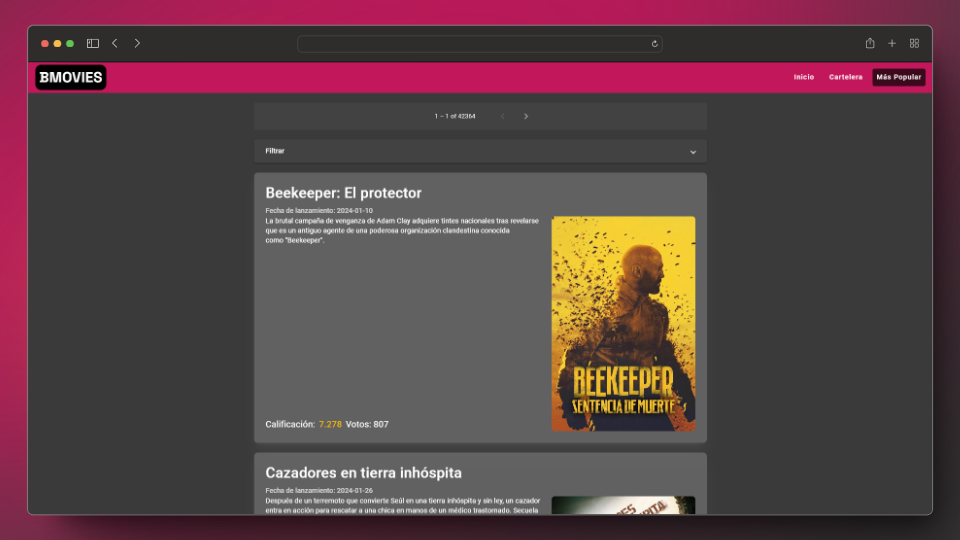 BMOVIES
Inicio
Cartelera
Más Popular
1 – 1 of 42364
Filtrar
Beekeeper: El protector
Fecha de lanzamiento: 2024-01-10
La brutal campaña de venganza de Adam Clay adquiere tintes nacionales tras revelarse
que es un antiguo agente de una poderosa organización clandestina conocida
como "Beekeeper".
BEEKEEPER
SENTENCIA DE MUERTE
Calificación: 7.278 Votos: 807
Cazadores en tierra inhóspita
Fecha de lanzamiento: 2024-01-26
Después de un terremoto que convierte Seúl en una tierra inhóspita y sin ley, un cazador
entra en acción para rescatar a una chica en manos de un médico trastornado. Secuela